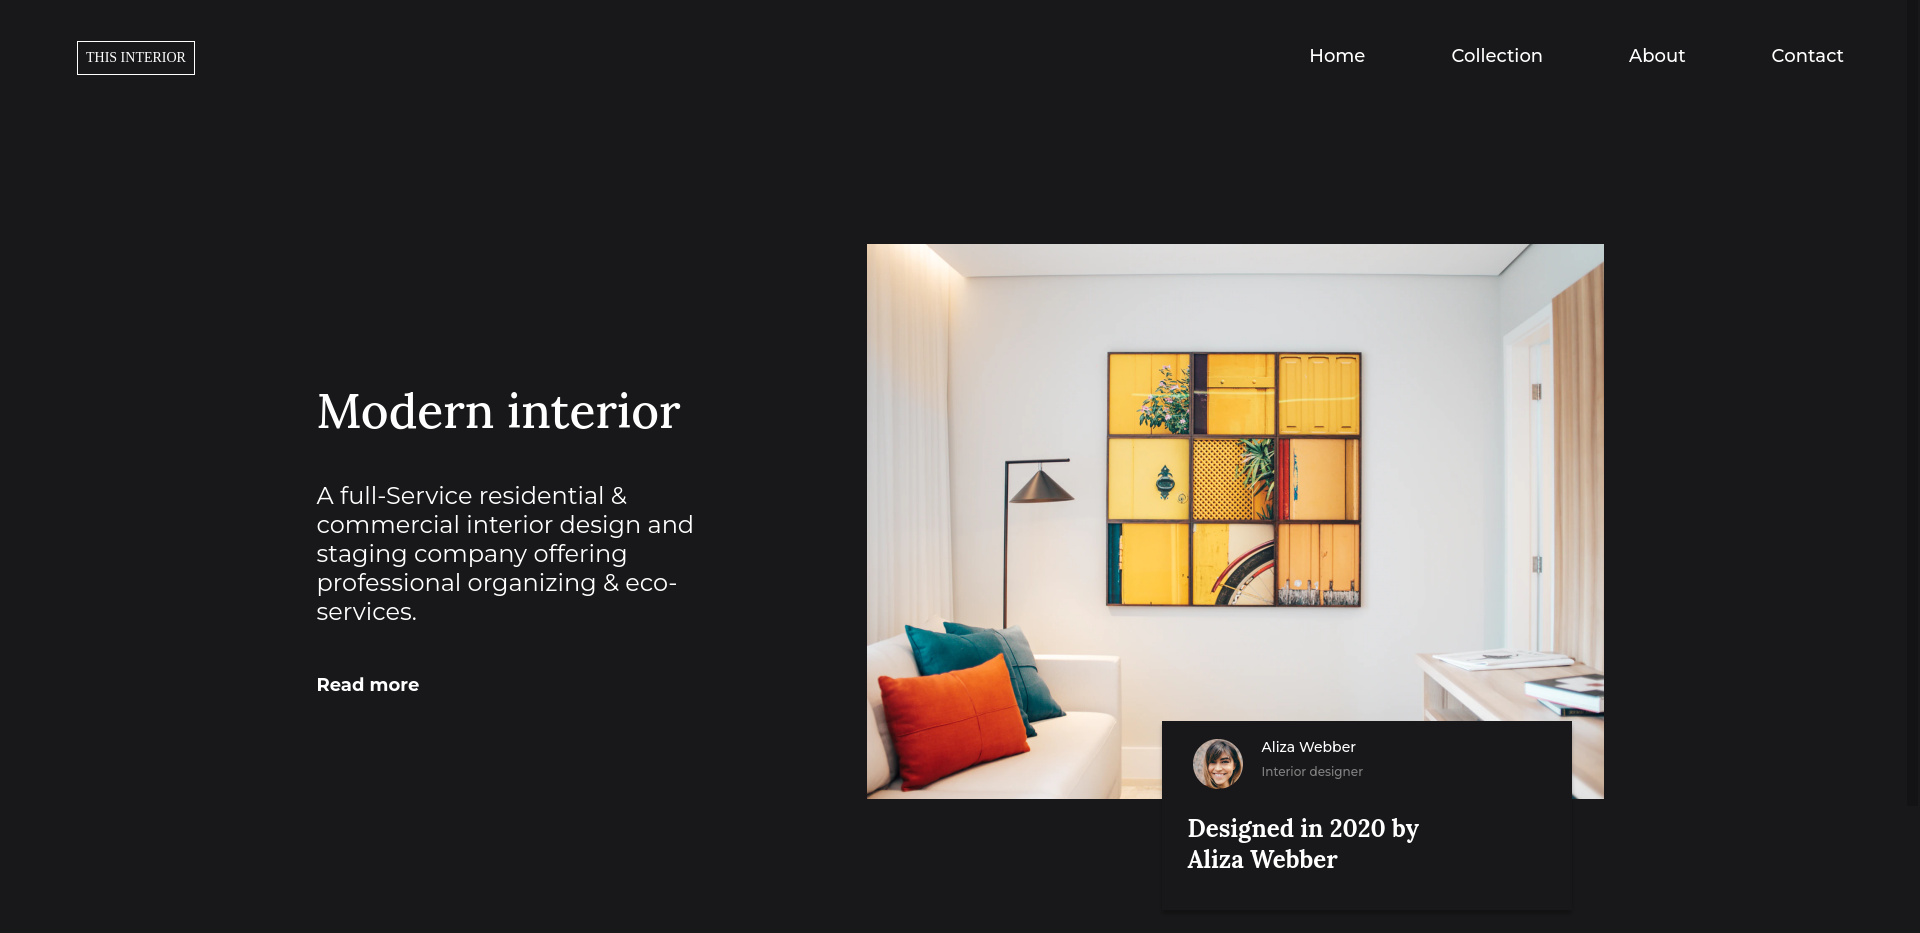 THIS INTERIOR
Home
Collection
About
Contact
Modern interior
A full-Service residential &
commercial interior design and
staging company offering
professional organizing & eco-
services.
Read more
Aliza Webber
Interior designer
Designed in 2020 by
Aliza Webber